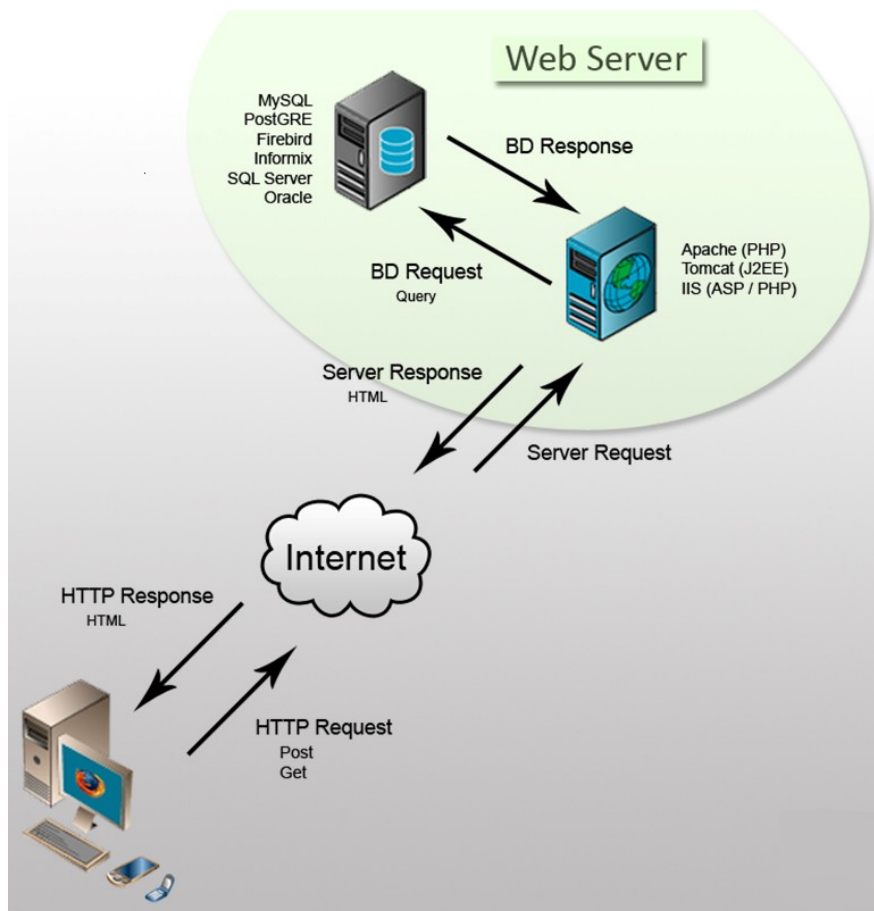 Web Server
MySQL
PostGRE
Firebird
Informix
SQL Server
Oracle
BD Response
BD Request
Query
Apache (PHP)
Tomcat (J2EE)
IIS (ASP / PHP)
Server Response
HTML
Server Request
Internet
HTTP Response
HTML
HTTP Request
Post
Get